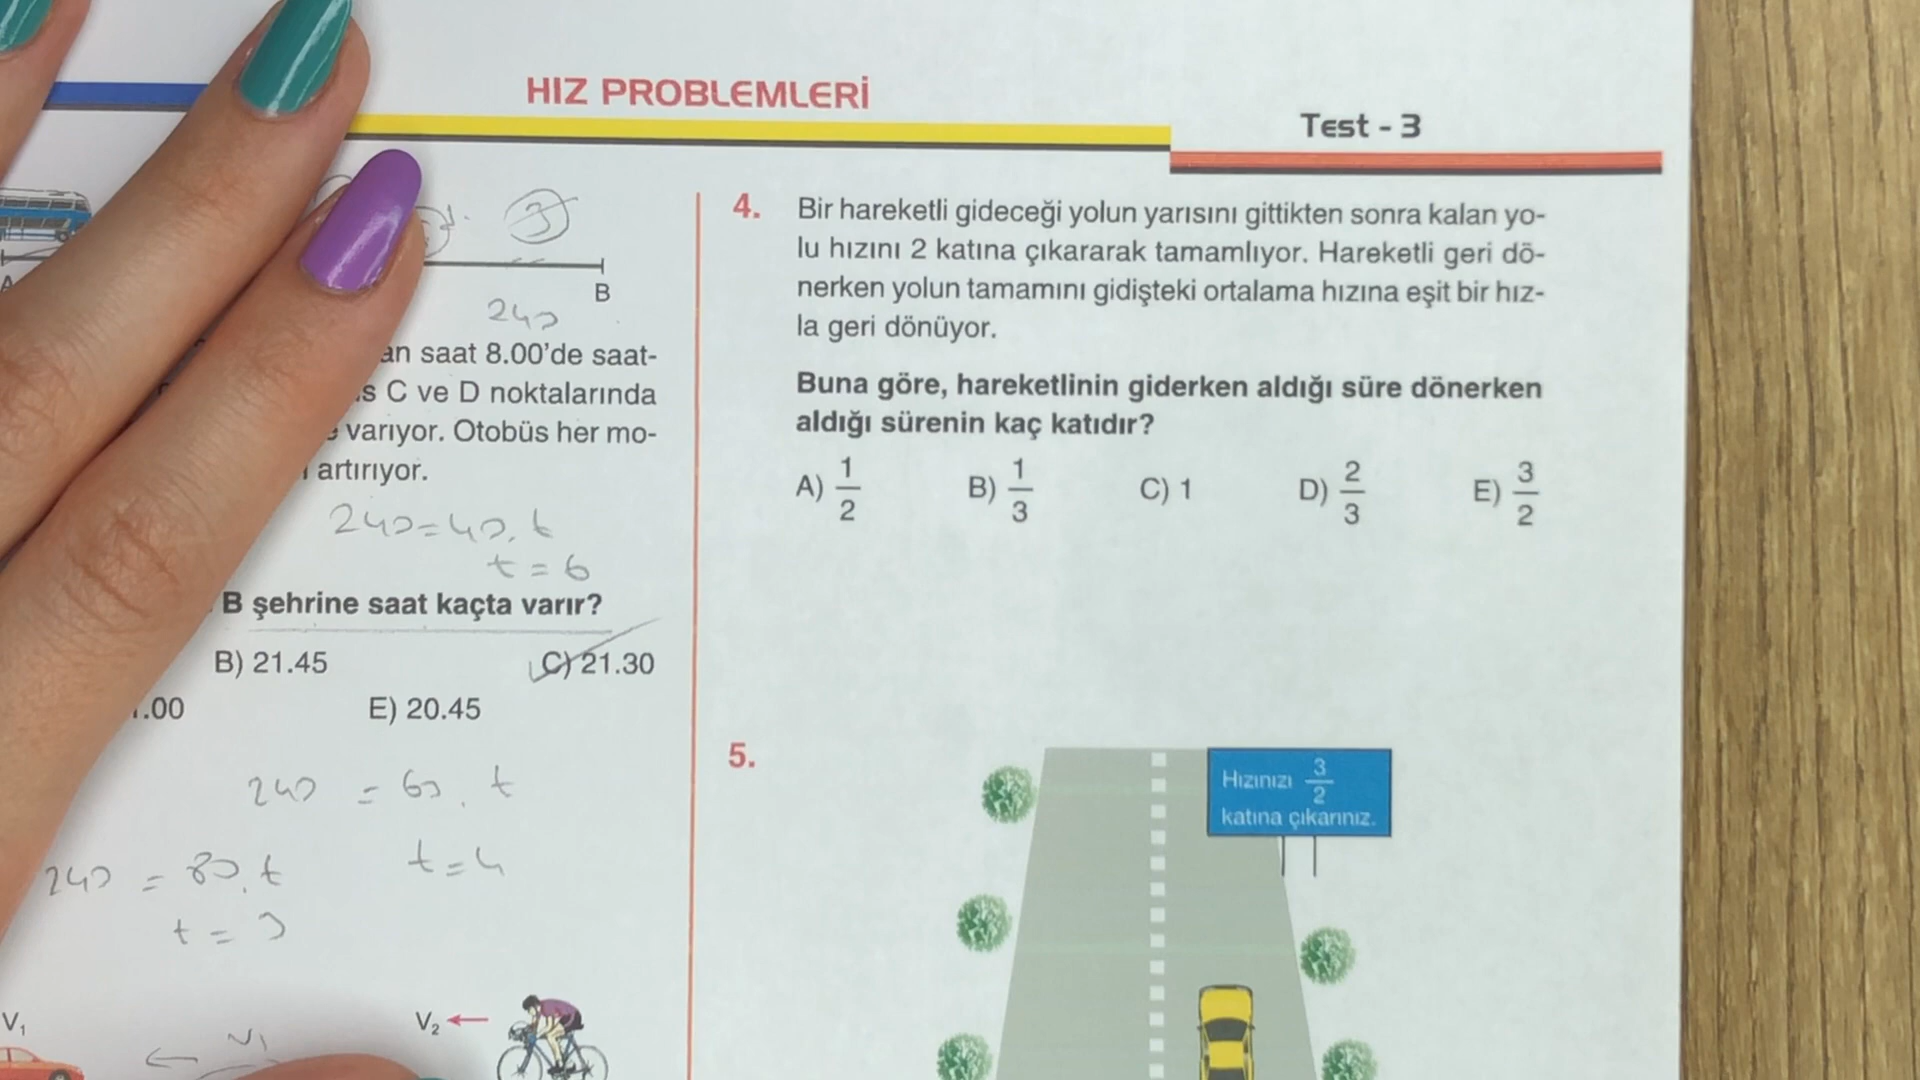 HIZ PROBLEMLERİ
Test - 3
3
B
240
an saat 8.00'de saat-
s C ve D noktalarında
varıyor. Otobüs her mo-
artırıyor.
240=40.t
t=6
B şehrine saat kaçta varır?
B) 21.45
C) 21.30
.00
E) 20.45
240 = 60.t
t=4
240 = 80.t
t=3
V₁
V₁
V₂
4.
Bir hareketli gideceği yolun yarısını gittikten sonra kalan yo-
lu hızını 2 katına çıkararak tamamlıyor. Hareketli geri dö-
nerken yolun tamamını gidişteki ortalama hızına eşit bir hız-
la geri dönüyor.
Buna göre, hareketlinin giderken aldığı süre dönerken
aldığı sürenin kaç katıdır?
A) 1/2 B) 1/3 C) 1 D) 2/3 E) 3/2
5.
Hızınızı 3/2
katına çıkarınız.